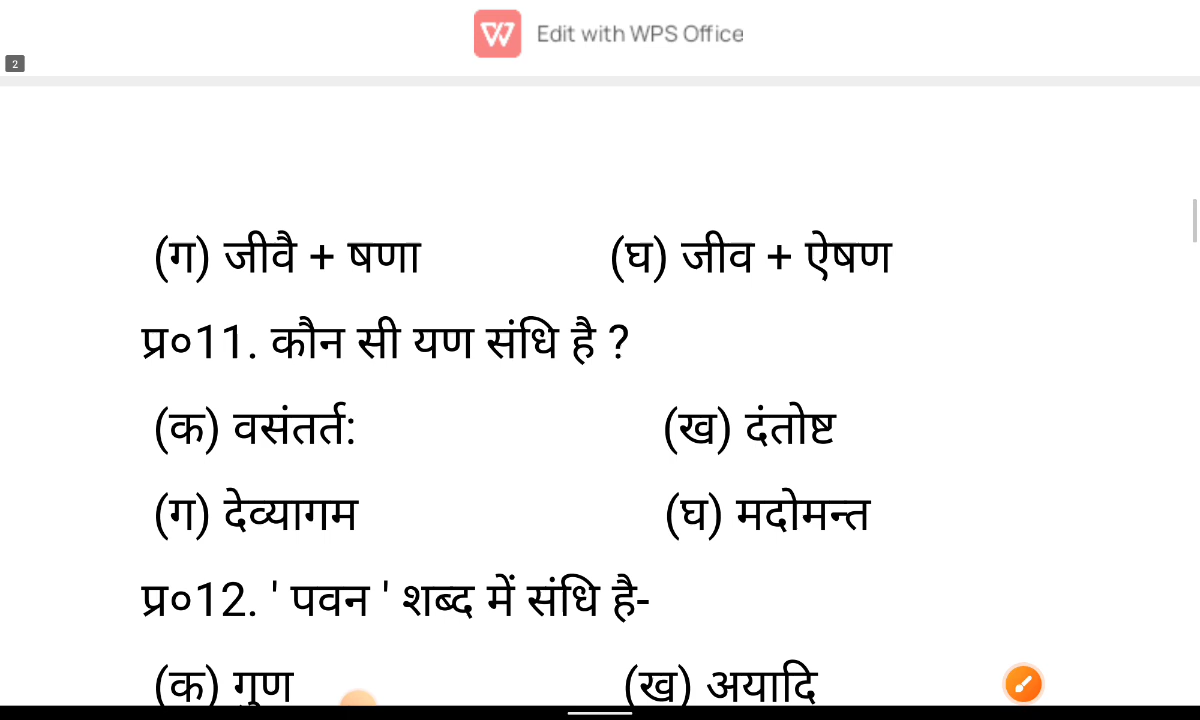 Edit with WPS Office
2
(ग) जीवै + षणा (घ) जीव + ऐषण
प्र०11. कौन सी यण संधि है ?
(क) वसंतर्त: (ख) दंतोष्ट
(ग) देव्यागम (घ) मदोमन्त
प्र०12. ' पवन ' शब्द में संधि है-
(क) गुण (ख) अयादि